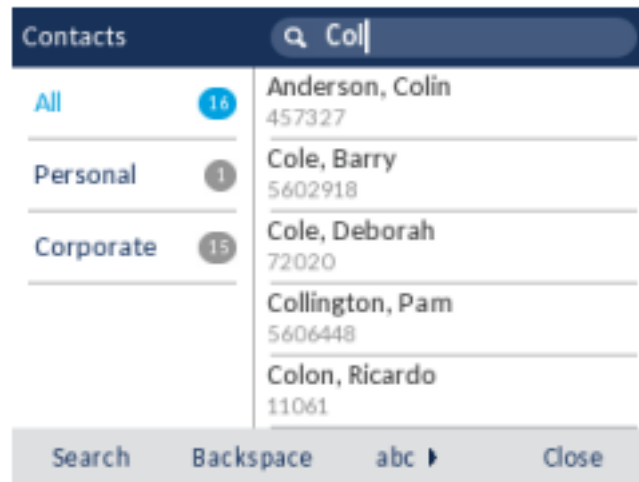 Contacts
Col
All 16
Personal 1
Corporate 15
Anderson, Colin
457327
Cole, Barry
5602918
Cole, Deborah
72020
Collington, Pam
5606448
Colon, Ricardo
11061
Search Backspace abc Close